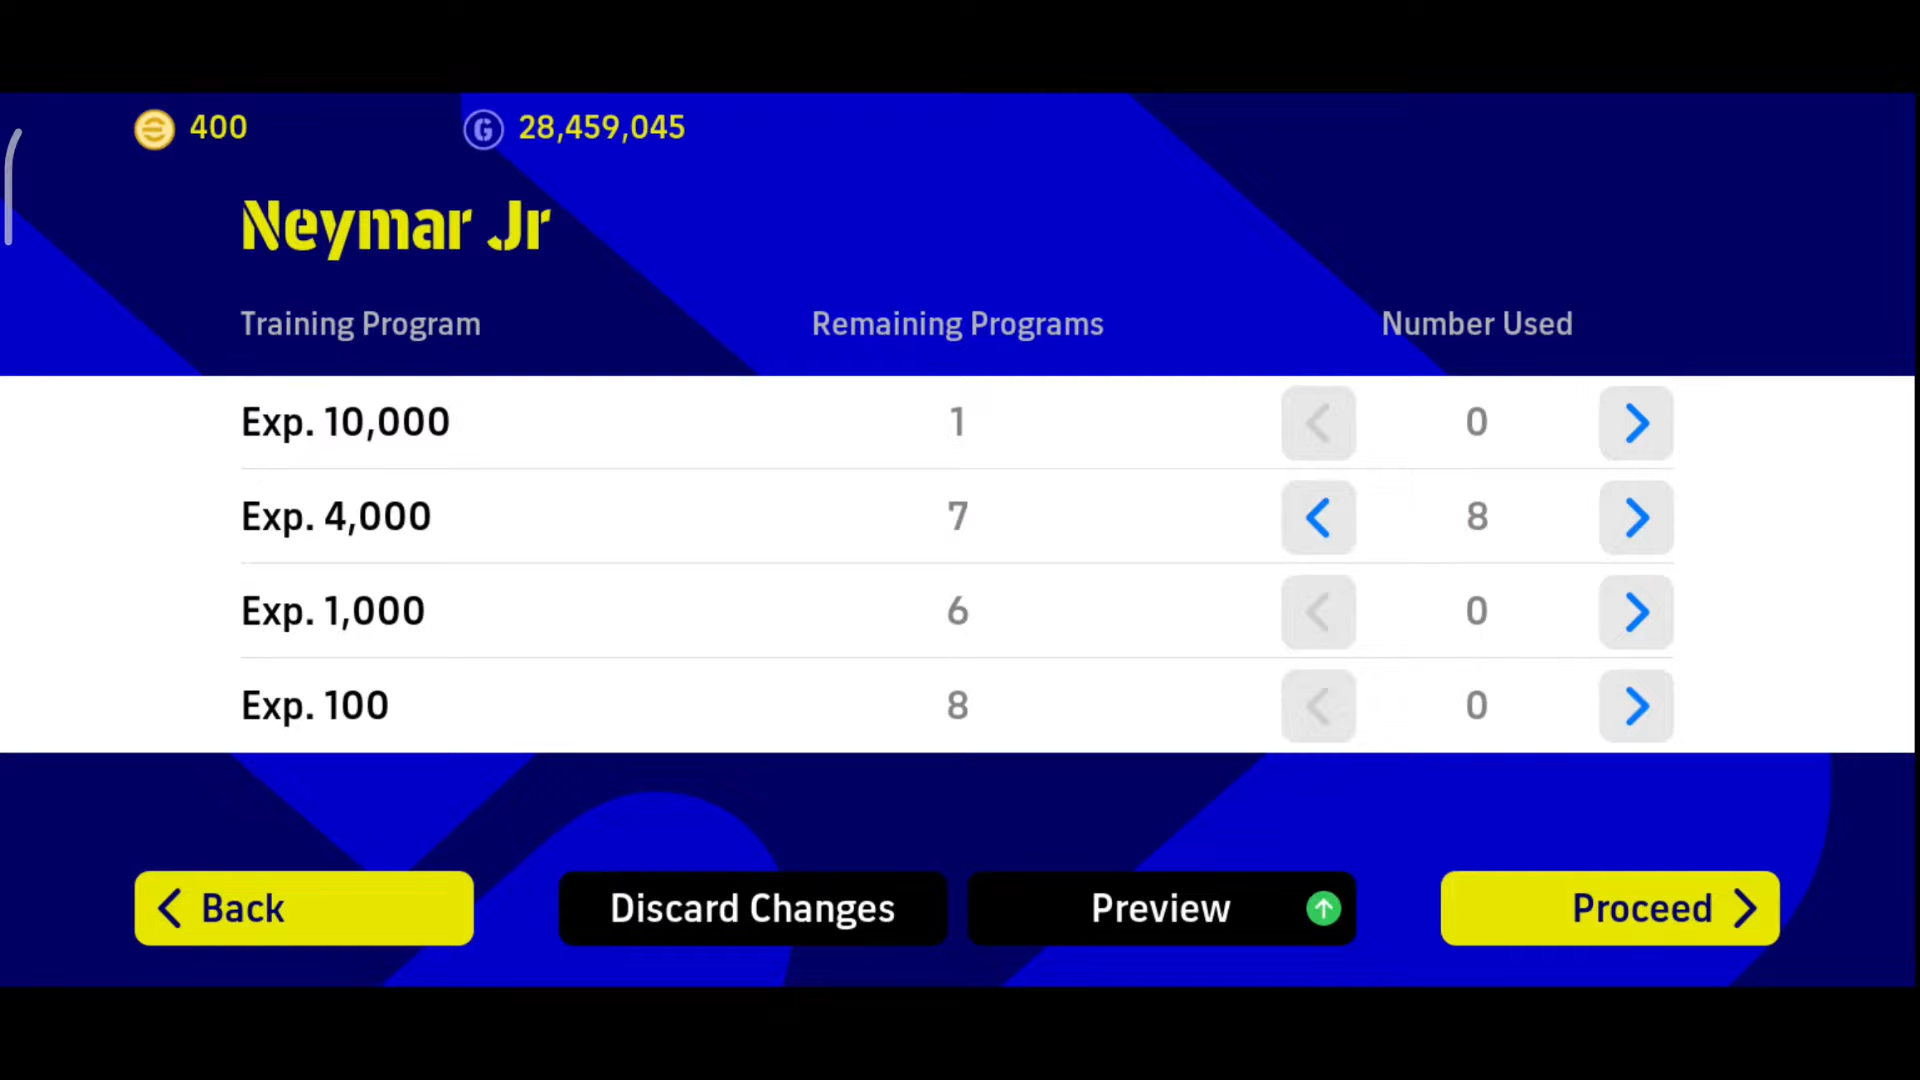 400
28,459,045
Neymar Jr
Training Program Remaining Programs Number Used
Exp. 10,000 1 0
Exp. 4,000 7 8
Exp. 1,000 6 0
Exp. 100 8 0
Back Discard Changes Preview Proceed